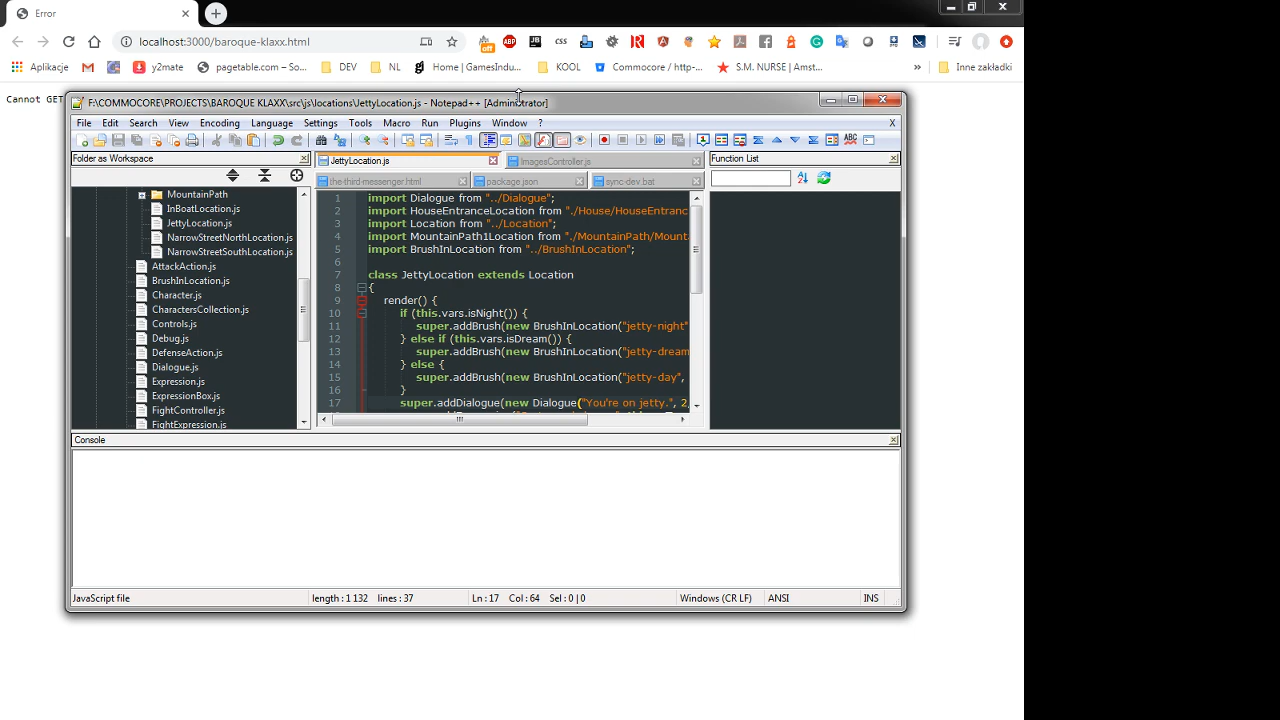 Error
localhost:3000/baroque-klaxx.html
Aplikacje
y2mate
pagetable.com – So...
DEV
NL
Home | GamesIndu...
KOOL
Commocore / http-...
S.M. NURSE | Amst...
»
Inne zakładki
Cannot GET
F:\COMMOCORE\PROJECTS\BAROQUE KLAXX\src\js\locations\JettyLocation.js - Notepad++ [Administrator]
File Edit Search View Encoding Language Settings Tools Macro Run Plugins Window ? X
Folder as Workspace
MountainPath
InBoatLocation.js
JettyLocation.js
NarrowStreetNorthLocation.js
NarrowStreetSouthLocation.js
AttackAction.js
BrushInLocation.js
Character.js
CharactersCollection.js
Controls.js
Debug.js
DefenseAction.js
Dialogue.js
Expression.js
ExpressionBox.js
FightController.js
FightExpression.js
JettyLocation.js
ImagesController.js
the-third-messenger.html
package.json
sync-dev.bat
1 import Dialogue from "../Dialogue";
2 import HouseEntranceLocation from "./House/HouseEntranc
3 import Location from "../Location";
4 import MountainPath1Location from "./MountainPath/Mount
5 import BrushInLocation from "../BrushInLocation";
6
7 class JettyLocation extends Location
8 {
9 render() {
10 if (this.vars.isNight()) {
11 super.addBrush(new BrushInLocation("jetty-night"
12 } else if (this.vars.isDream()) {
13 super.addBrush(new BrushInLocation("jetty-dream
14 } else {
15 super.addBrush(new BrushInLocation("jetty-day",
16 }
17 super.addDialogue(new Dialogue("You're on jetty.", 2,
Function List
Console
JavaScript file
length : 1 132 lines : 37
Ln : 17 Col : 64 Sel : 0 | 0
Windows (CR LF)
ANSI
INS